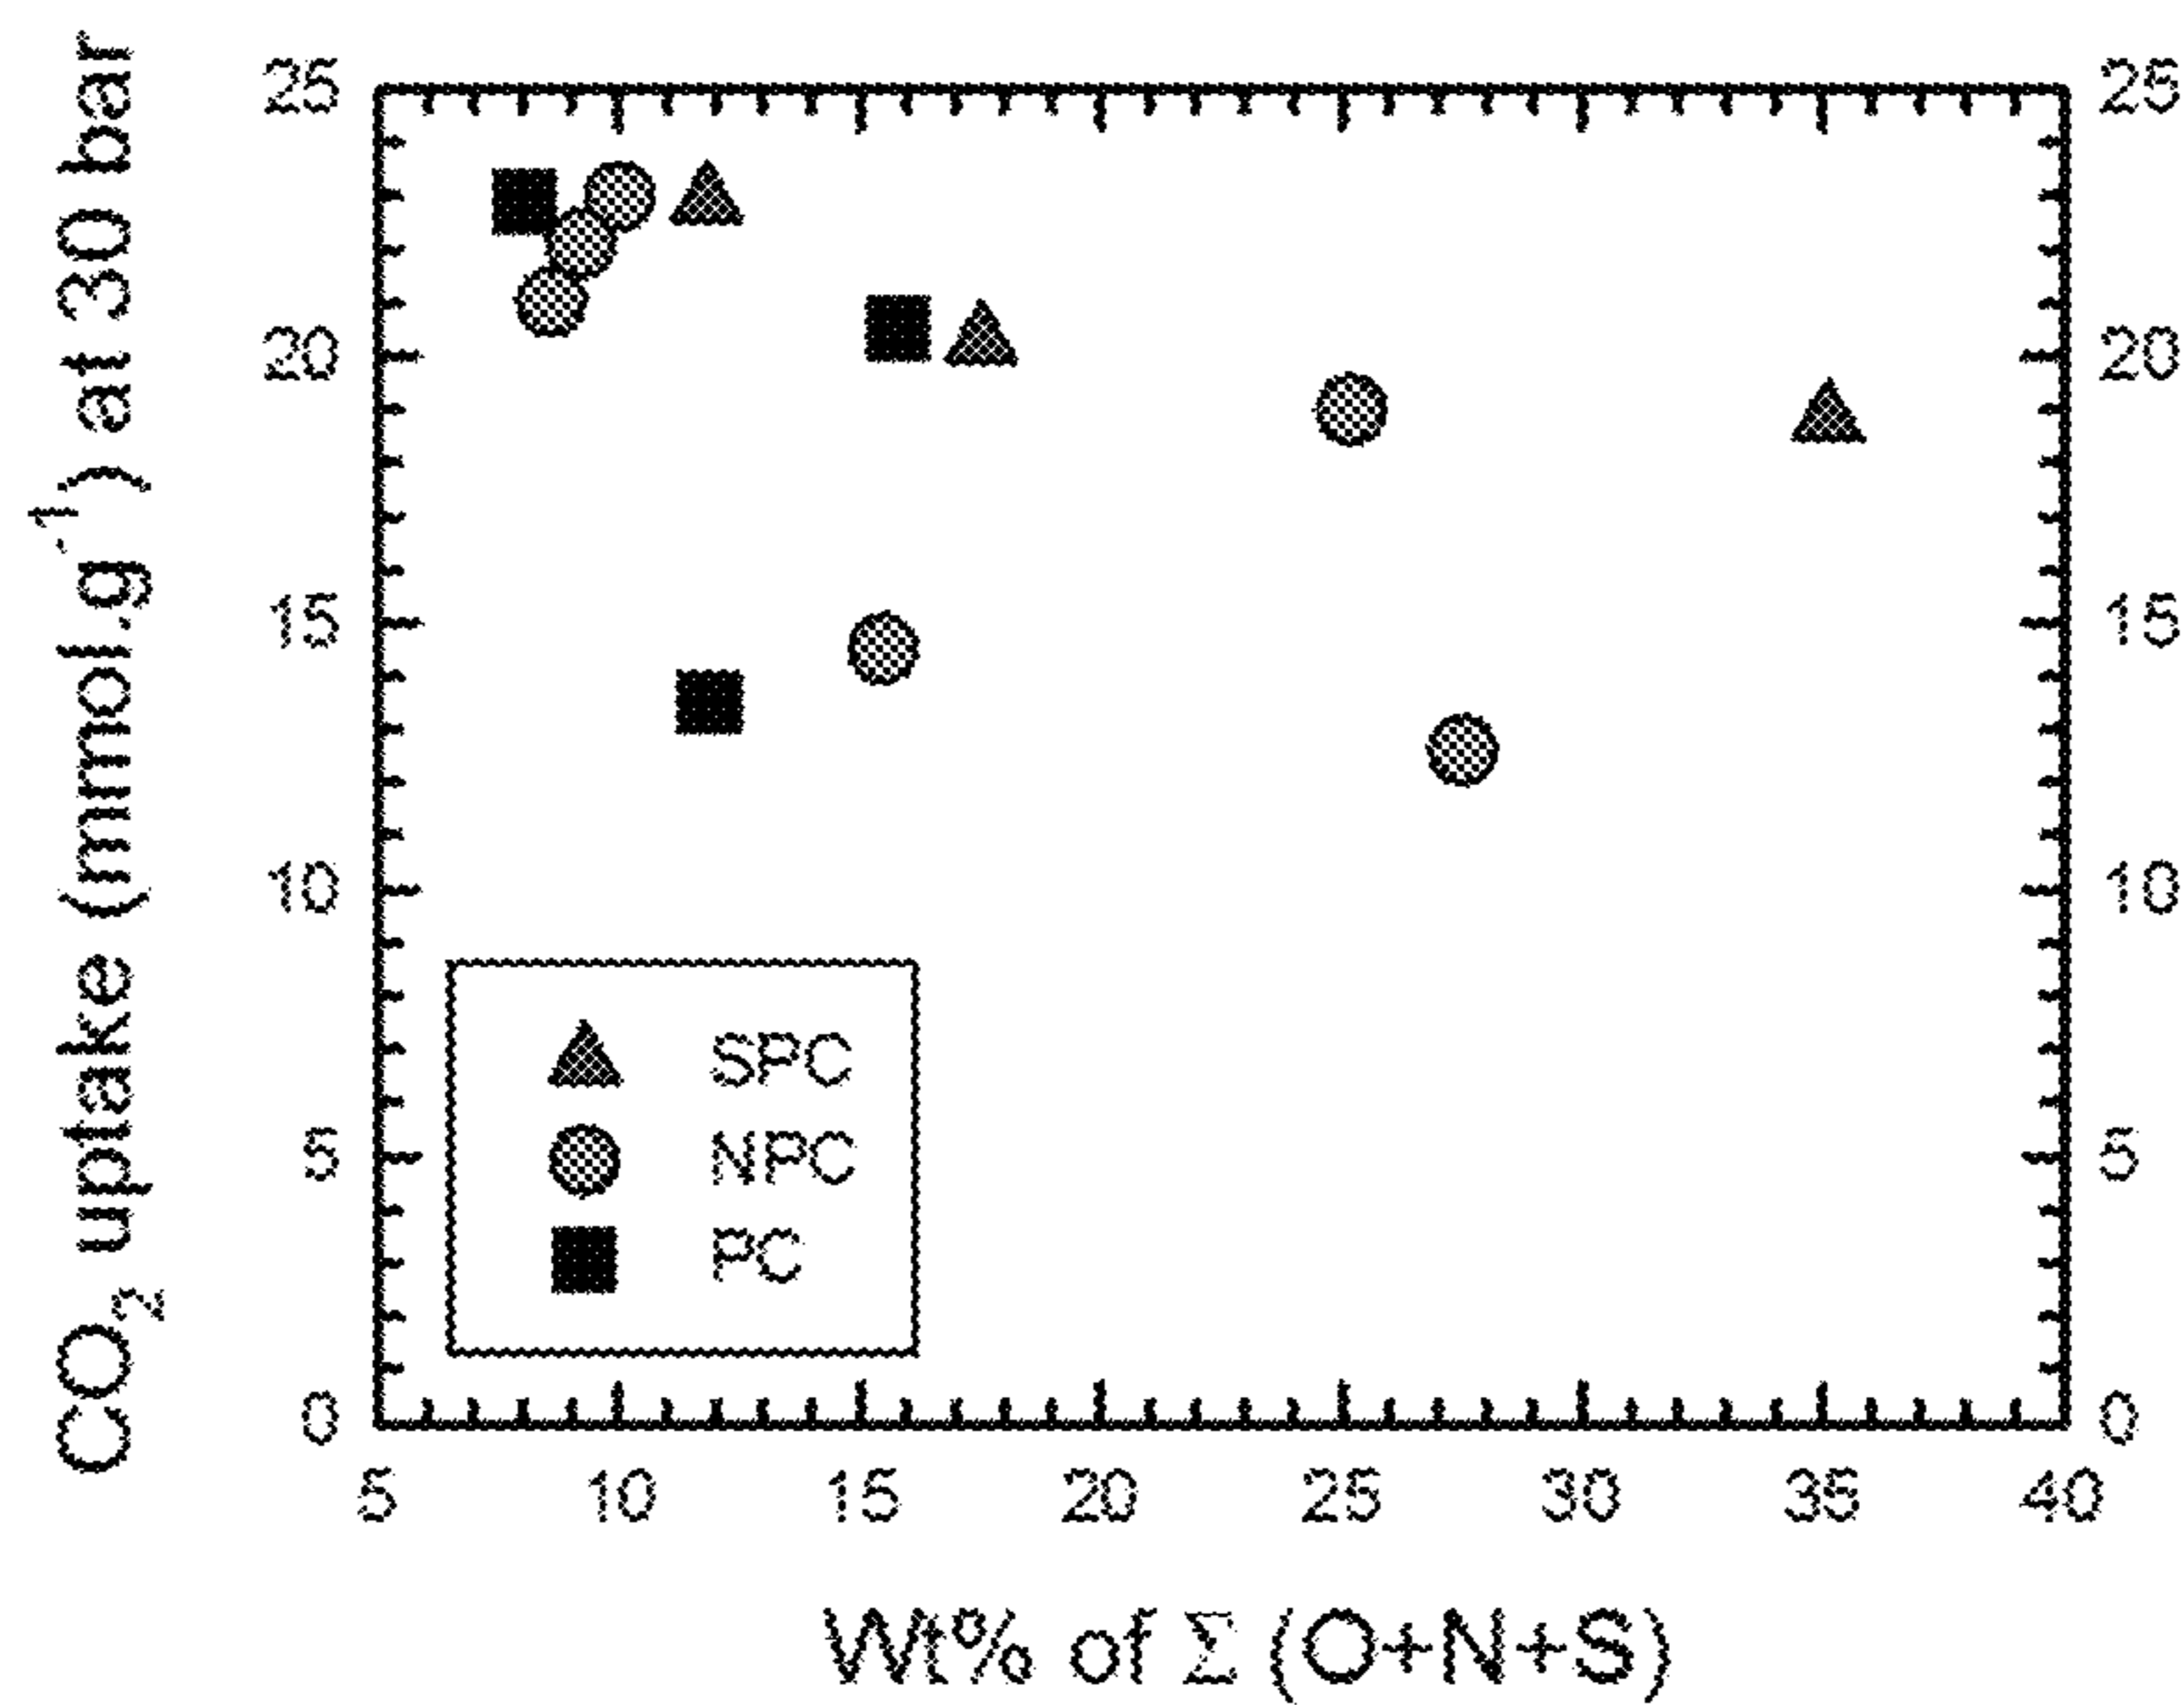 CO2 uptake (mmol.g-1) at 30 bar
25 25
20 20
15 15
10 10
5 5
0 0
SPC
NPC
PC
5 10 15 20 25 30 35 40
Wt% of Σ (O+N+S)